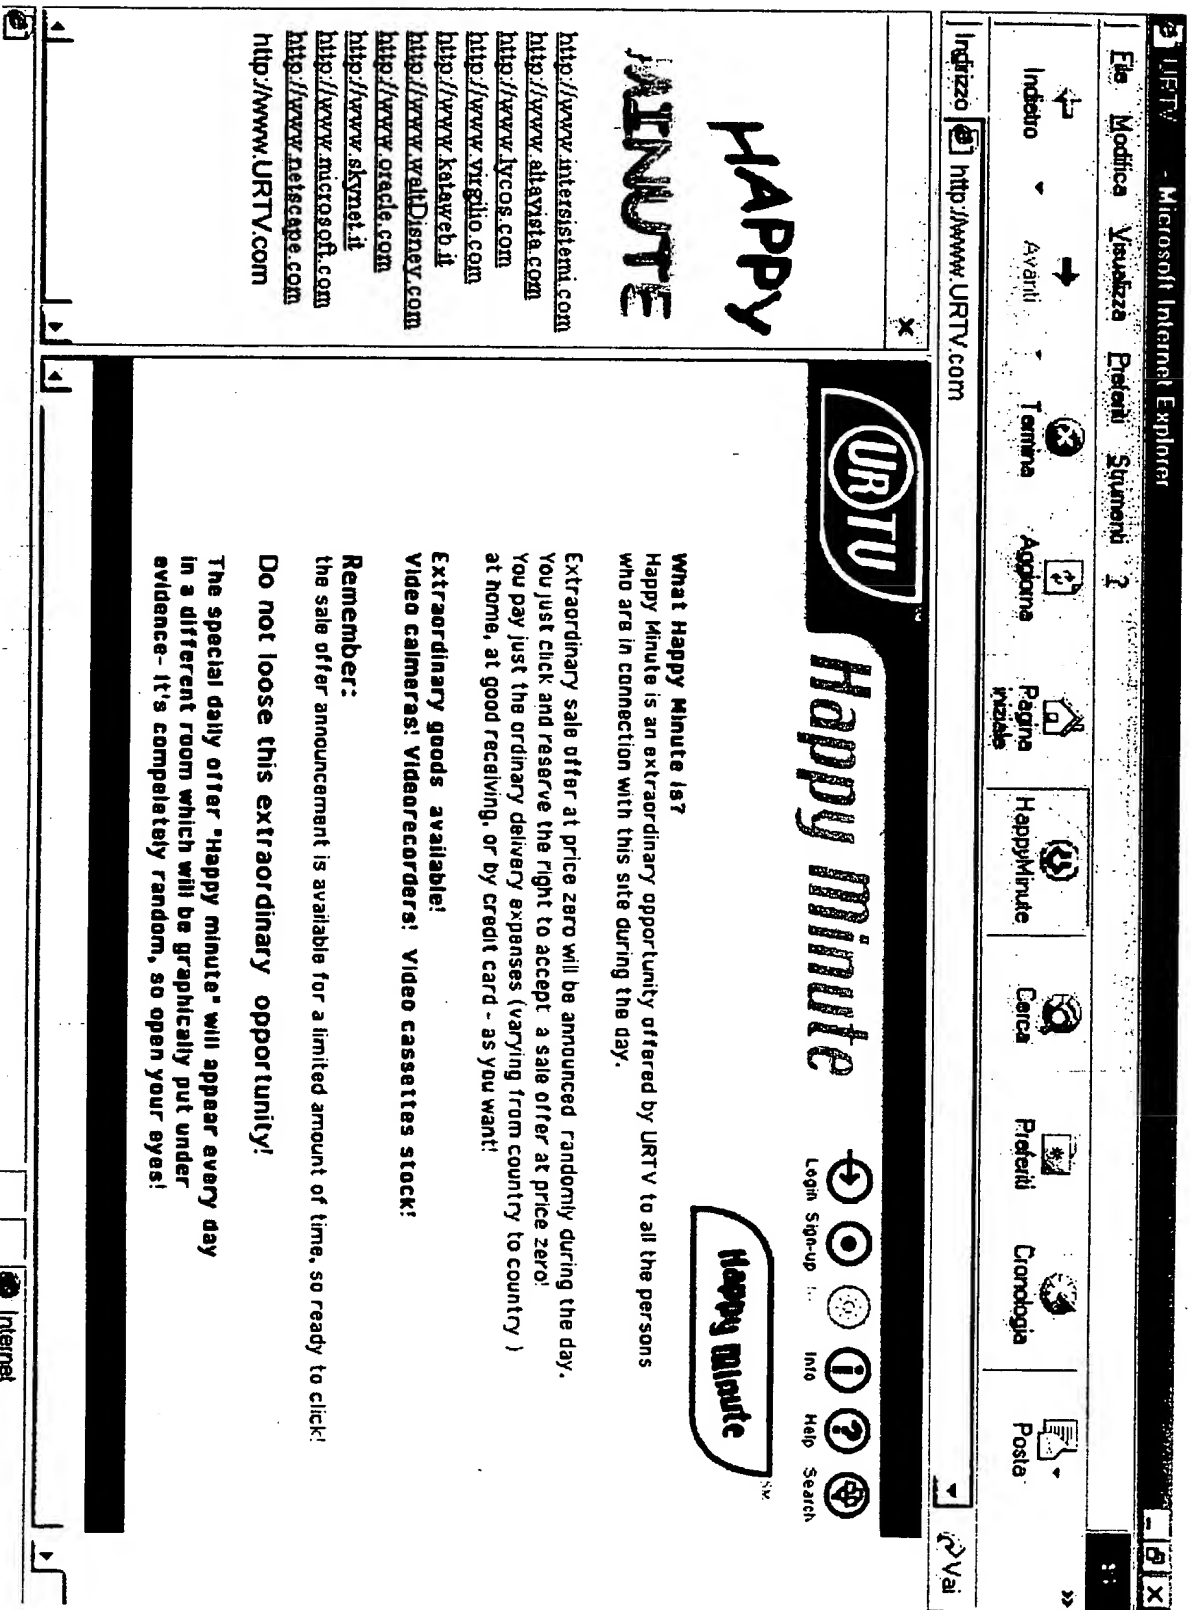 URTV - Microsoft Internet Explorer
File Modifica Visualizza Preferiti Strumenti ?
Indietro Avanti Termina Aggiorna Pagina iniziale HappyMinute Cerca Preferiti Cronologia Posta »
Indirizzo http://www.URTV.com Vai
HAPPY
MINUTE
http://www.intersistemi.com
http://www.altavista.com
http://www.lycos.com
http://www.virgilio.com
http://www.kataweb.it
http://www.waltDisney.com
http://www.oracle.com
http://www.skynet.it
http://www.microsoft.com
http://www.netscape.com
http://www.URTV.com
URTV Happy minute
Login Sign-up Info Help Search
Happy minute SM
What Happy Minute is?
Happy Minute is an extraordinary opportunity offered by URTV to all the persons
who are in connection with this site during the day.
Extraordinary sale offer at price zero will be announced randomly during the day.
You just click and reserve the right to accept a sale offer at price zero!
You pay just the ordinary delivery expenses (varying from country to country )
at home, at good receiving, or by credit card - as you want!
Extraordinary goods available!
Video calmeras! Videorecorders! Video cassettes stock!
Remember:
the sale offer announcement is available for a limited amount of time, so ready to click!
Do not loose this extraordinary opportunity!
The special daily offer "Happy minute" will appear every day
in a different room which will be graphically put under
evidence- it's compeletely random, so open your eyes!
Internet